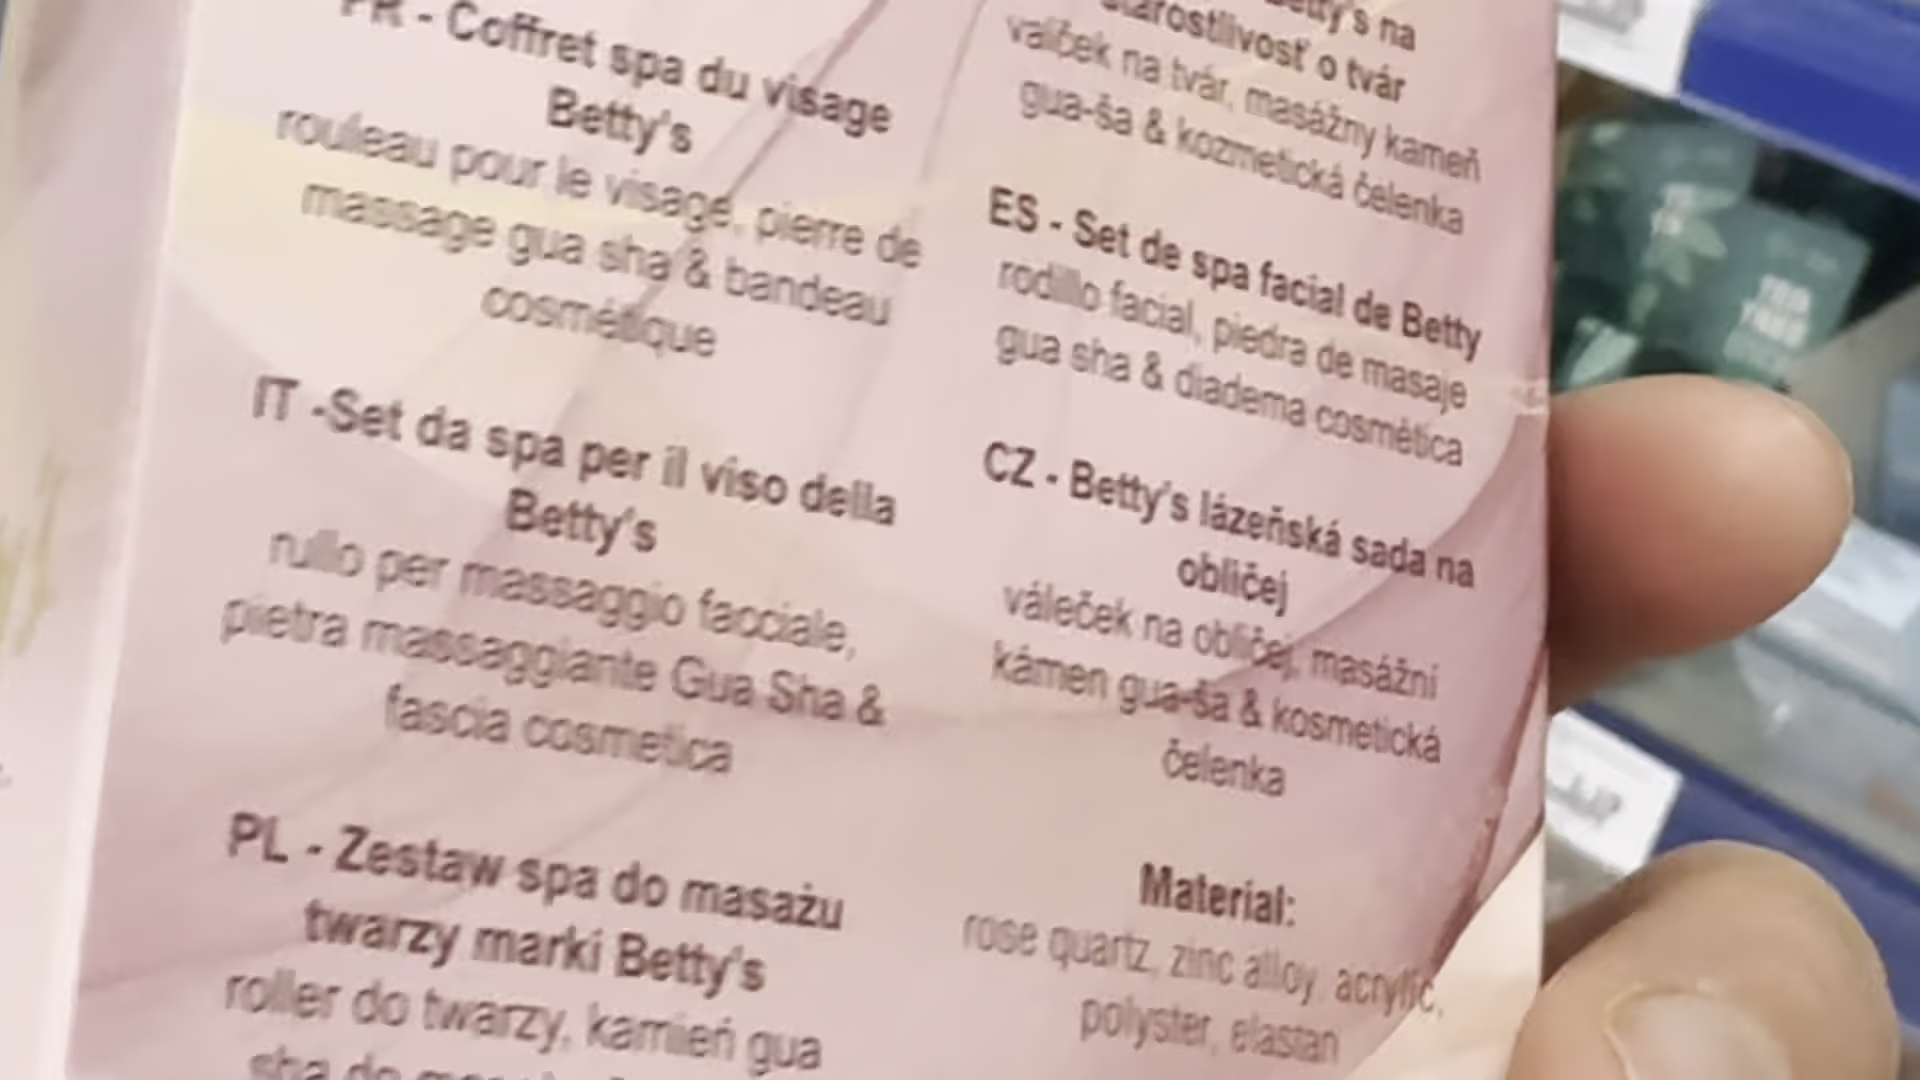 FR - Coffret spa du visage
Betty's
rouleau pour le visage, pierre de
massage gua sha & bandeau
cosmétique
IT -Set da spa per il viso della
Betty's
rullo per massaggio facciale,
pietra massaggiante Gua Sha &
fascia cosmetica
PL - Zestaw spa do masażu
twarzy marki Betty's
roller do twarzy, kamień gua
sha do
Betty's na
starostlivosť o tvár
valček na tvár, masážny kameň
gua-ša & kozmetická čelenka
ES - Set de spa facial de Betty
rodillo facial, piedra de masaje
gua sha & diadema cosmética
CZ - Betty's lázeňská sada na
obličej
váleček na obličej, masážní
kámen gua-ša & kosmetická
čelenka
Material:
rose quartz, zinc alloy, acrylic,
polyster, elastan
TEA
TREE